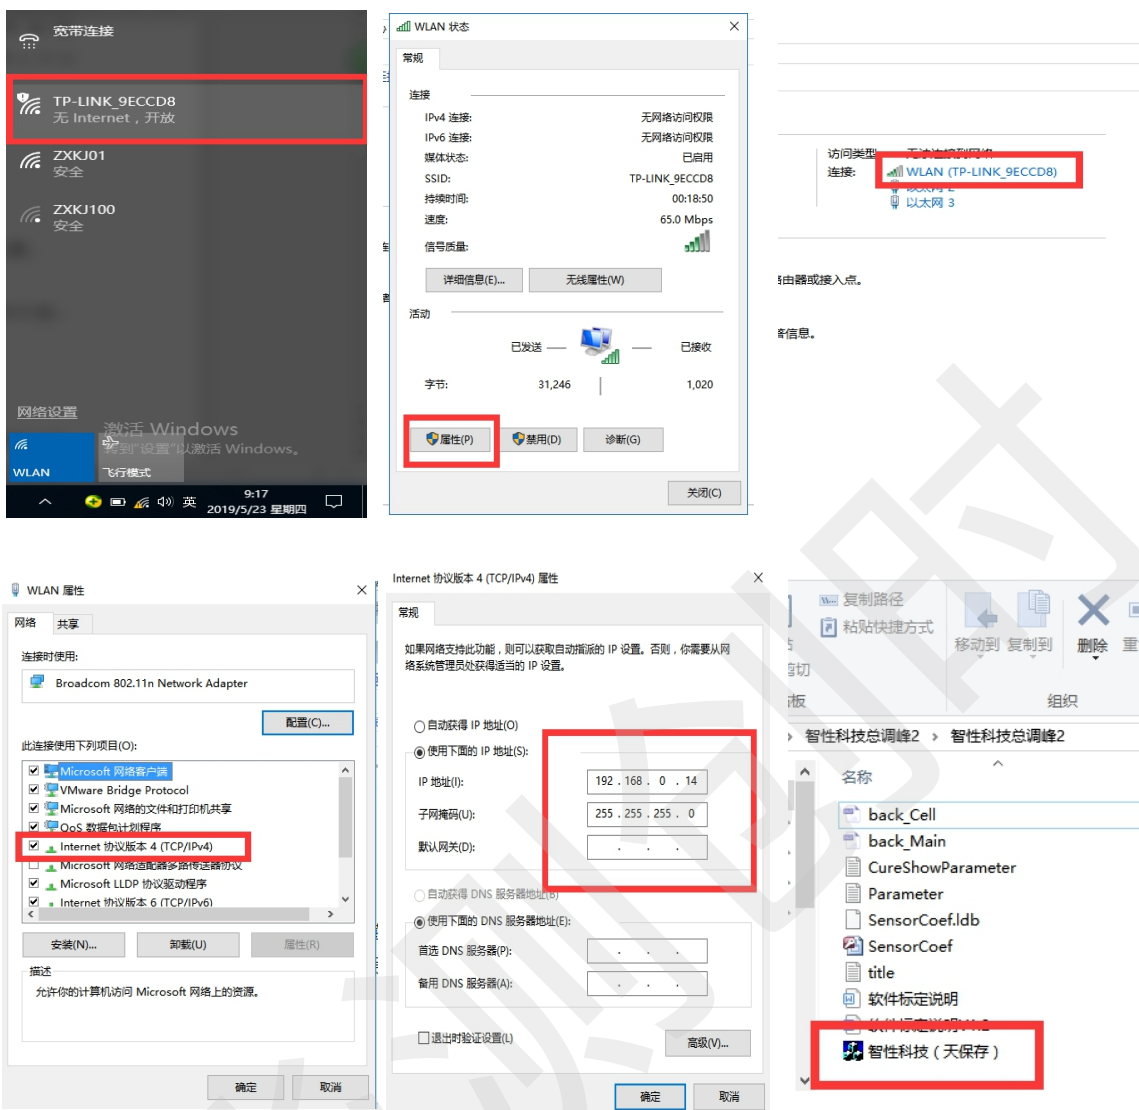 宽带连接
TP-LINK_9ECCD8
无 Internet，开放
ZXKJ01
安全
ZXKJ100
安全
网络设置
激活 Windows
转到"设置"以激活 Windows。
WLAN
飞行模式
英
9:17
2019/5/23 星期四
WLAN 状态
常规
连接
IPv4 连接:
无网络访问权限
IPv6 连接:
无网络访问权限
媒体状态:
已启用
SSID:
TP-LINK_9ECCD8
持续时间:
00:18:50
速度:
65.0 Mbps
信号质量:
详细信息(E)...
无线属性(W)
活动
已发送
已接收
字节:
31,246
1,020
属性(P)
禁用(D)
诊断(G)
关闭(C)
访问类型
无法连接到网络
连接:
WLAN (TP-LINK_9ECCD8)
以太网 2
以太网 3
由器或接入点。
信息。
WLAN 属性
网络
共享
连接时使用:
Broadcom 802.11n Network Adapter
配置(C)...
此连接使用下列项目(O):
Microsoft 网络客户端
VMware Bridge Protocol
Microsoft 网络的文件和打印机共享
QoS 数据包计划程序
Internet 协议版本 4 (TCP/IPv4)
Microsoft 网络适配器多路传送器协议
Microsoft LLDP 协议驱动程序
Internet 协议版本 6 (TCP/IPv6)
安装(N)...
卸载(U)
属性(R)
描述
允许你的计算机访问 Microsoft 网络上的资源。
确定
取消
Internet 协议版本 4 (TCP/IPv4) 属性
常规
如果网络支持此功能，则可以获取自动指派的 IP 设置。否则，你需要从网
络系统管理员处获得适当的 IP 设置。
自动获得 IP 地址(O)
使用下面的 IP 地址(S):
IP 地址(I):
192 . 168 . 0 . 14
子网掩码(U):
255 . 255 . 255 . 0
默认网关(D):
自动获得 DNS 服务器地址(B)
使用下面的 DNS 服务器地址(E):
首选 DNS 服务器(P):
备用 DNS 服务器(A):
退出时验证设置(L)
高级(V)...
确定
取消
复制路径
粘贴快捷方式
剪切
移动到
复制到
删除
重
板
组织
智性科技总调峰2
智性科技总调峰2
名称
back_Cell
back_Main
CureShowParameter
Parameter
SensorCoef.ldb
SensorCoef
title
软件标定说明
智性科技（天保存）